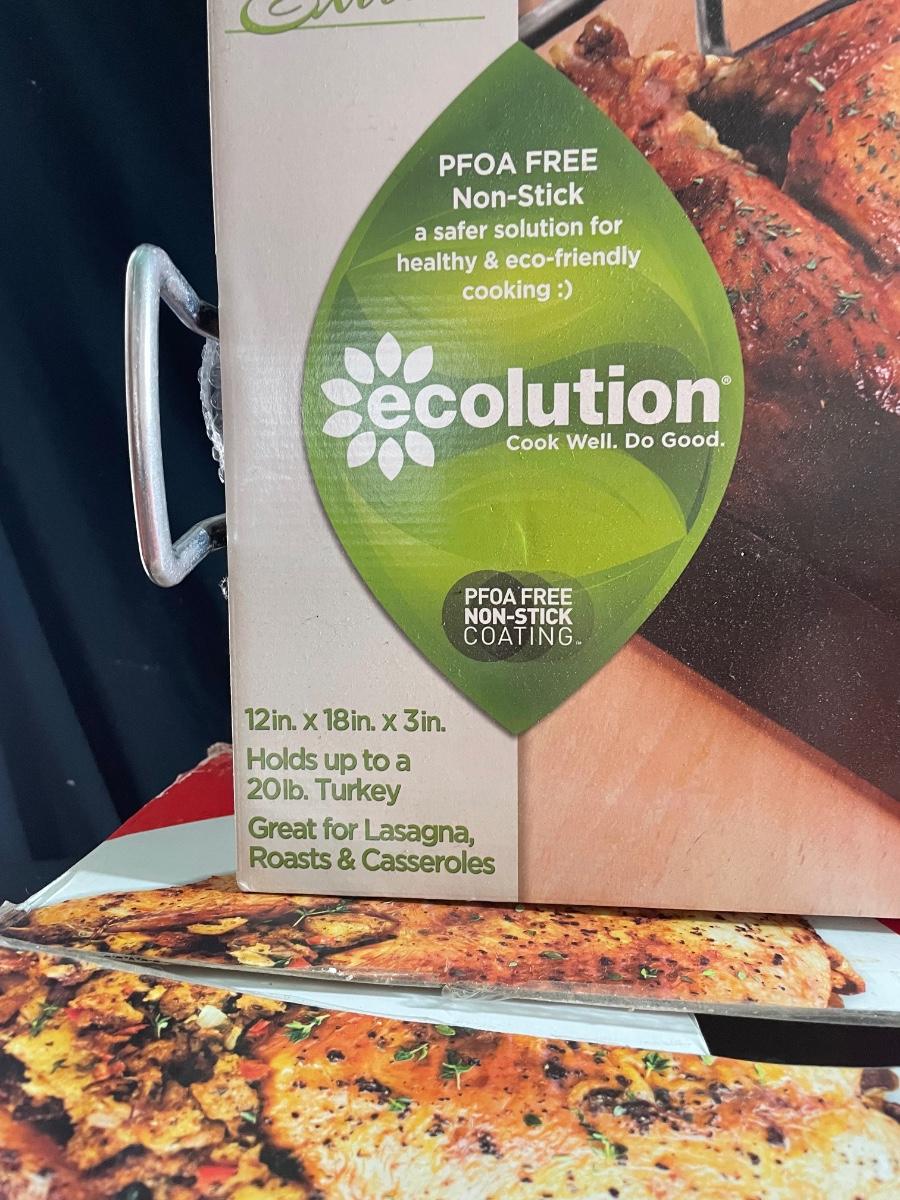 PFOA FREE
Non-Stick
a safer solution for
healthy & eco-friendly
cooking :)
ecolution®
Cook Well. Do Good.
PFOA FREE
NON-STICK
COATING™
12in. x 18in. x 3in.
Holds up to a
20lb. Turkey
Great for Lasagna,
Roasts & Casseroles